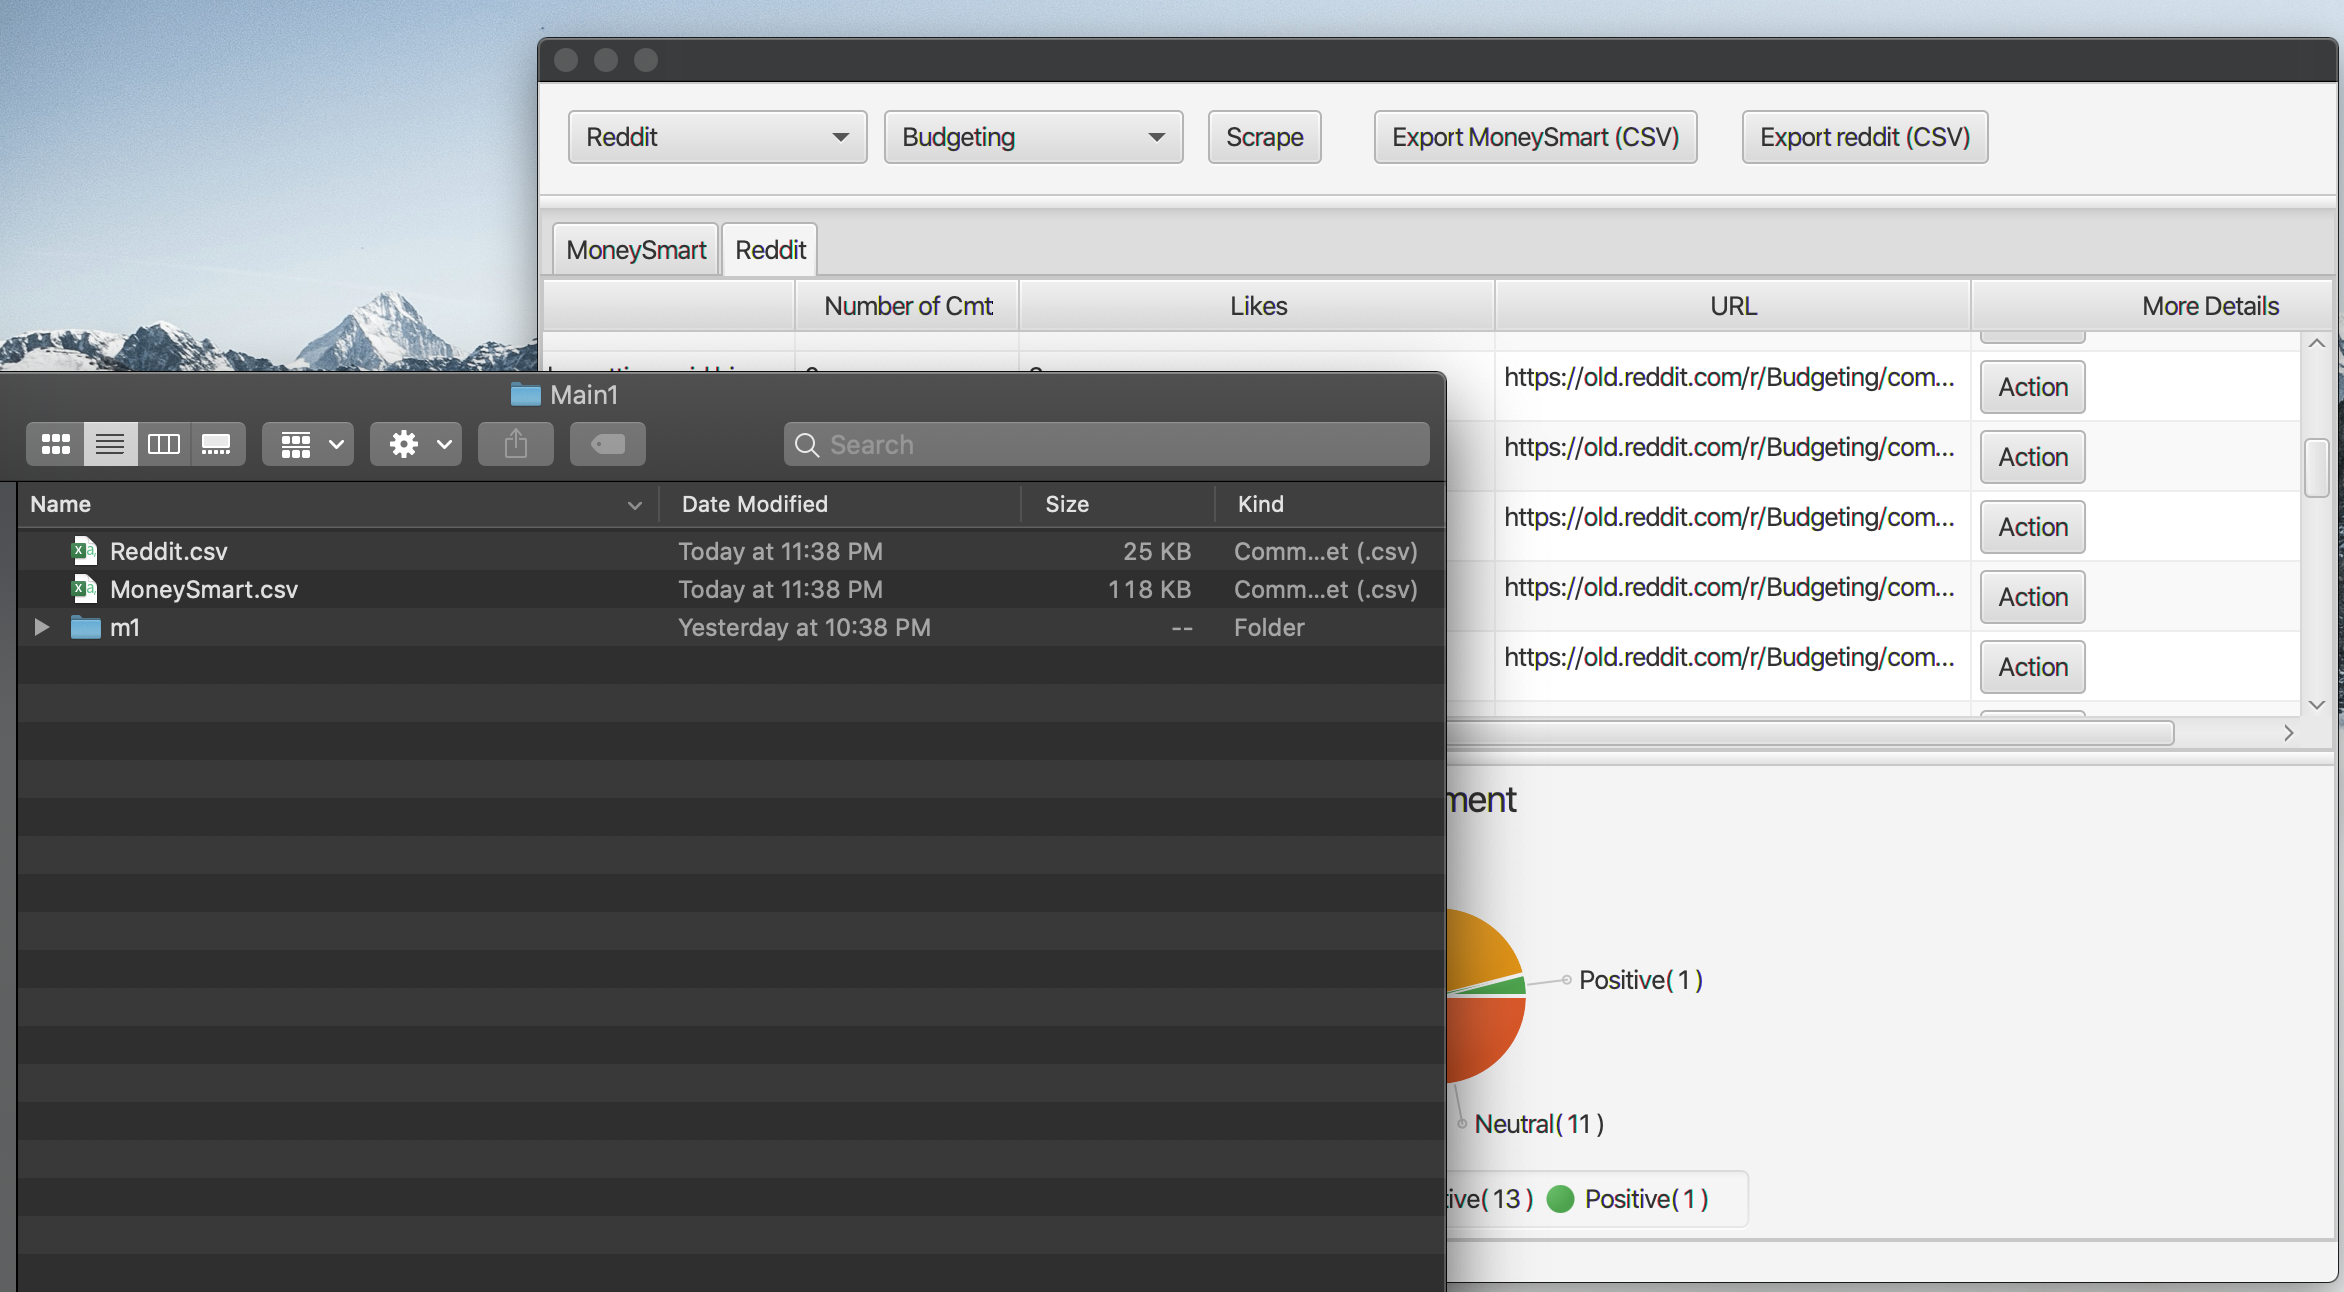 Reddit Budgeting Scrape Export MoneySmart (CSV) Export reddit (CSV)
MoneySmart Reddit
Number of Cmt Likes URL More Details
https://old.reddit.com/r/Budgeting/com... Action
https://old.reddit.com/r/Budgeting/com... Action
https://old.reddit.com/r/Budgeting/com... Action
https://old.reddit.com/r/Budgeting/com... Action
https://old.reddit.com/r/Budgeting/com... Action
Main1
Search
Name Date Modified Size Kind
Reddit.csv Today at 11:38 PM 25 KB Comm...et (.csv)
MoneySmart.csv Today at 11:38 PM 118 KB Comm...et (.csv)
m1 Yesterday at 10:38 PM -- Folder
ment
Positive( 1 )
Neutral( 11 )
tive( 13 ) Positive( 1 )